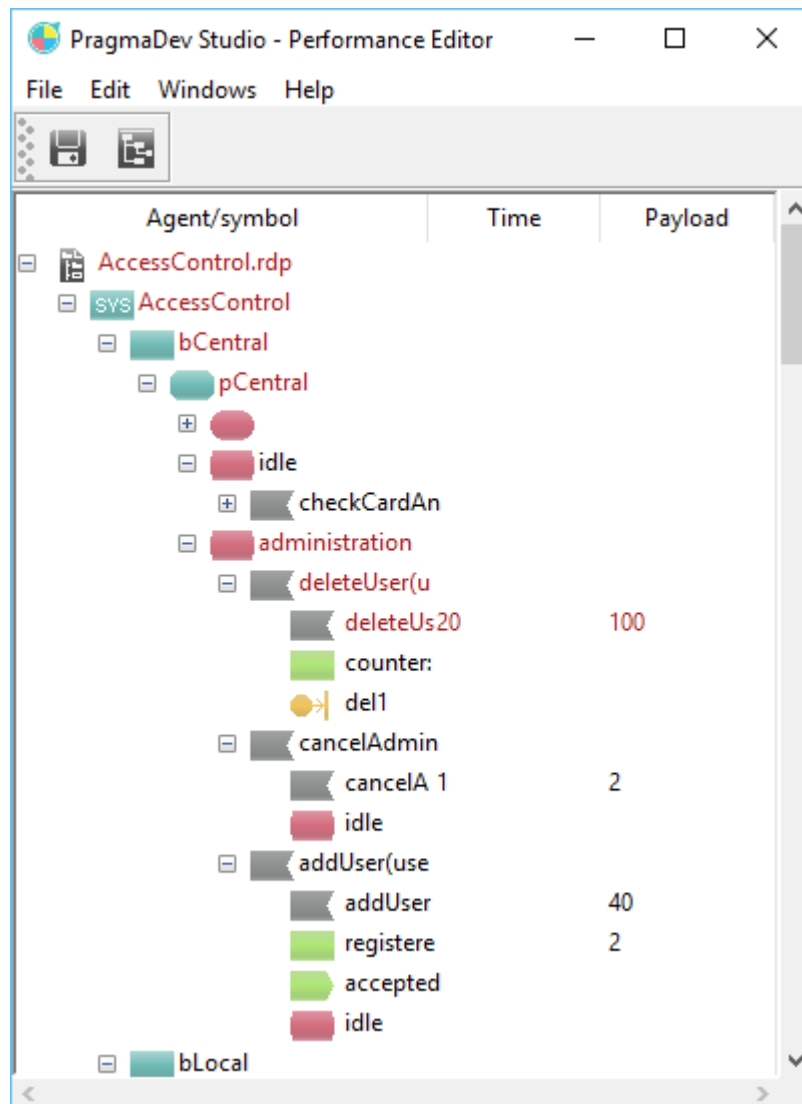 PragmaDev Studio - Performance Editor
File Edit Windows Help
Agent/symbol Time Payload
AccessControl.rdp
SYS AccessControl
bCentral
pCentral
idle
checkCardAn
administration
deleteUser(u
deleteUs20 100
counter:
del1
cancelAdmin
cancelA 1 2
idle
addUser(use
addUser 40
registere 2
accepted
idle
bLocal